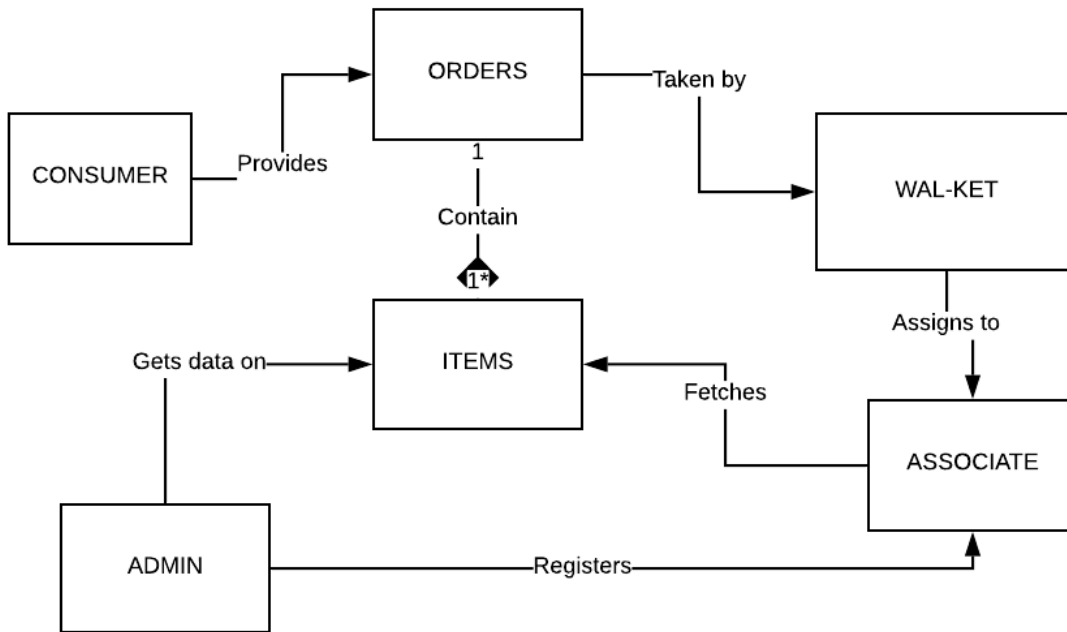 ORDERS
Taken by
CONSUMER
Provides
1
WAL-KET
Contain
1*
Assigns to
Gets data on
ITEMS
Fetches
ASSOCIATE
ADMIN
Registers